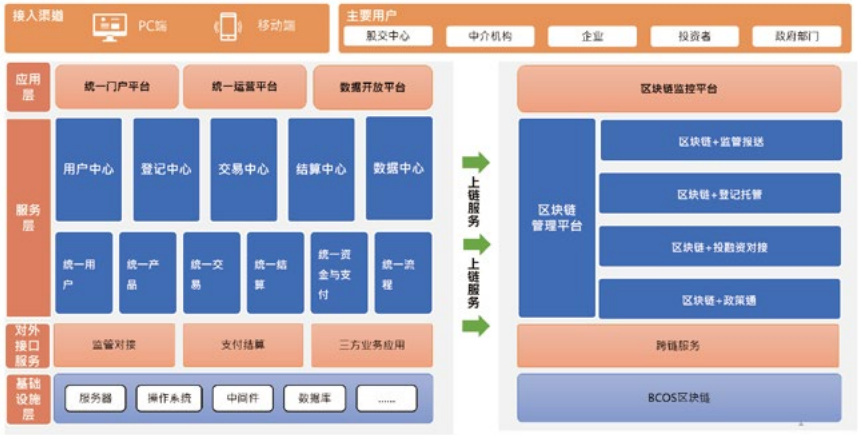 接入渠道
PC端
移动端
主要用户
股交中心
中介机构
企业
投资者
政府部门
应用
层
统一门户平台
统一运营平台
数据开放平台
服务
层
用户中心
登记中心
交易中心
结算中心
数据中心
统一用
户
统一产
品
统一交
易
统一结
算
统一资
金与支
付
统一流
程
对外
接口
服务
监管对接
支付结算
三方业务应用
基础
设施
层
服务器
操作系统
中间件
数据库
......
上链服务
上链服务
区块链监控平台
区块链
管理平台
区块链+监管报送
区块链+登记托管
区块链+投融资对接
区块链+政策通
跨链服务
BCOS区块链